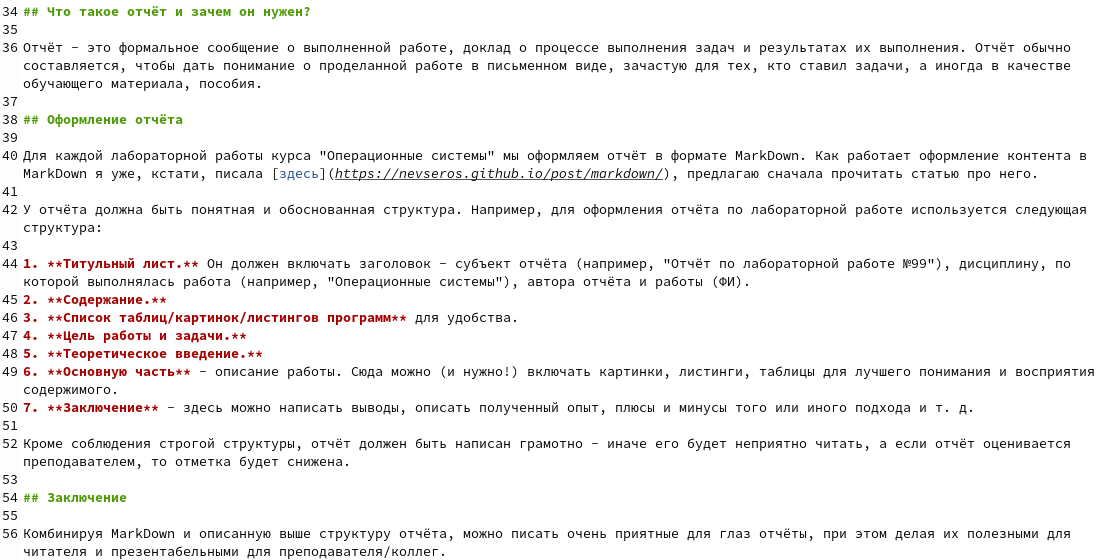 34 ## Что такое отчёт и зачем он нужен?
35
36 Отчёт – это формальное сообщение о выполненной работе, доклад о процессе выполнения задач и результатах их выполнения. Отчёт обычно
составляется, чтобы дать понимание о проделанной работе в письменном виде, зачастую для тех, кто ставил задачи, а иногда в качестве
обучающего материала, пособия.
37
38 ## Оформление отчёта
39
40 Для каждой лабораторной работы курса "Операционные системы" мы оформляем отчёт в формате MarkDown. Как работает оформление контента в
MarkDown я уже, кстати, писала [здесь](https://nevseros.github.io/post/markdown/), предлагаю сначала прочитать статью про него.
41
42 У отчёта должна быть понятная и обоснованная структура. Например, для оформления отчёта по лабораторной работе используется следующая
структура:
43
44 1. **Титульный лист.** Он должен включать заголовок – субъект отчёта (например, "Отчёт по лабораторной работе №99"), дисциплину, по
которой выполнялась работа (например, "Операционные системы"), автора отчёта и работы (ФИ).
45 2. **Содержание.**
46 3. **Список таблиц/картинок/листингов программ** для удобства.
47 4. **Цель работы и задачи.**
48 5. **Теоретическое введение.**
49 6. **Основную часть** – описание работы. Сюда можно (и нужно!) включать картинки, листинги, таблицы для лучшего понимания и восприятия
содержимого.
50 7. **Заключение** – здесь можно написать выводы, описать полученный опыт, плюсы и минусы того или иного подхода и т. д.
51
52 Кроме соблюдения строгой структуры, отчёт должен быть написан грамотно – иначе его будет неприятно читать, а если отчёт оценивается
преподавателем, то отметка будет снижена.
53
54 ## Заключение
55
56 Комбинируя MarkDown и описанную выше структуру отчёта, можно писать очень приятные для глаз отчёты, при этом делая их полезными для
читателя и презентабельными для преподавателя/коллег.